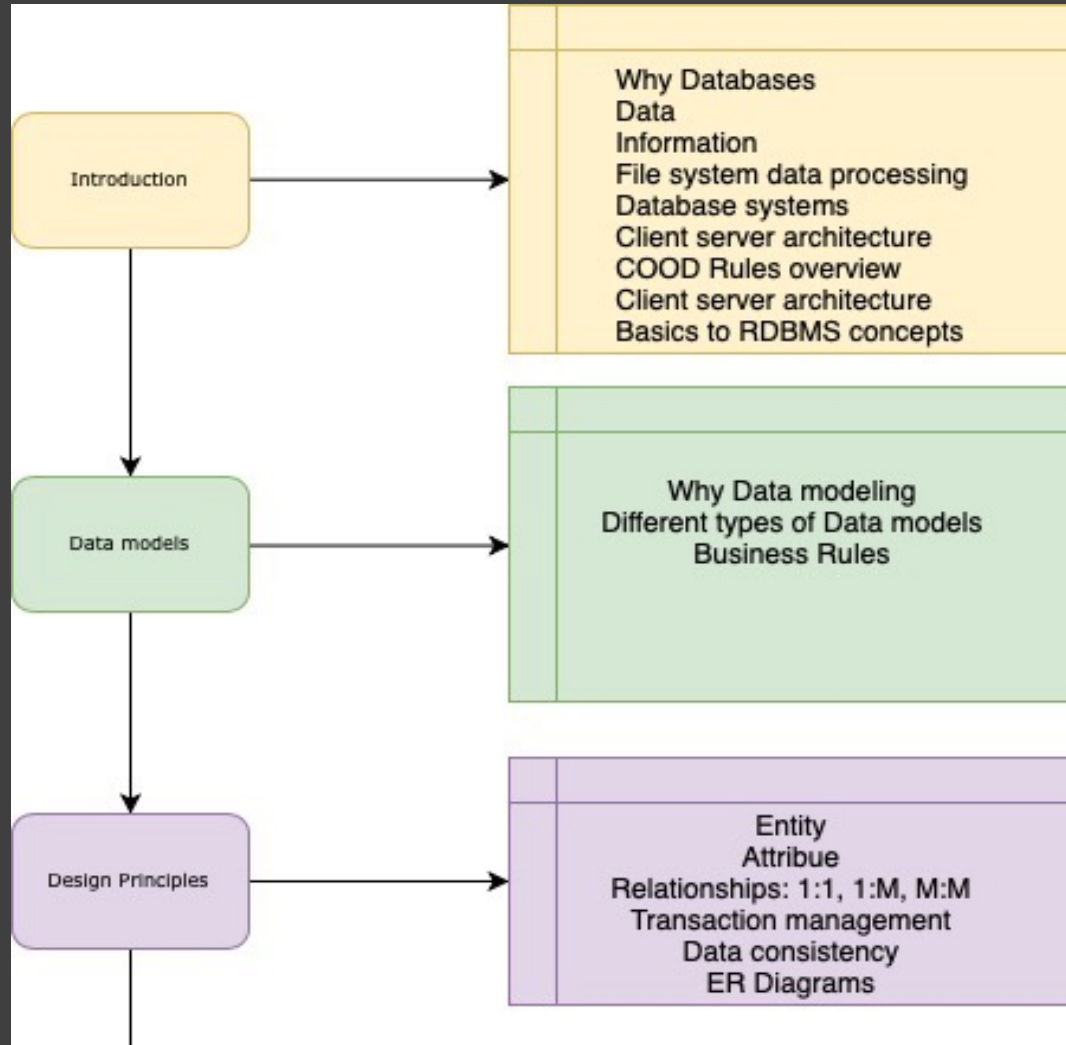 Introduction
Why Databases
Data
Information
File system data processing
Database systems
Client server architecture
COOD Rules overview
Client server architecture
Basics to RDBMS concepts
Data models
Why Data modeling
Different types of Data models
Business Rules
Design Principles
Entity
Attribue
Relationships: 1:1, 1:M, M:M
Transaction management
Data consistency
ER Diagrams